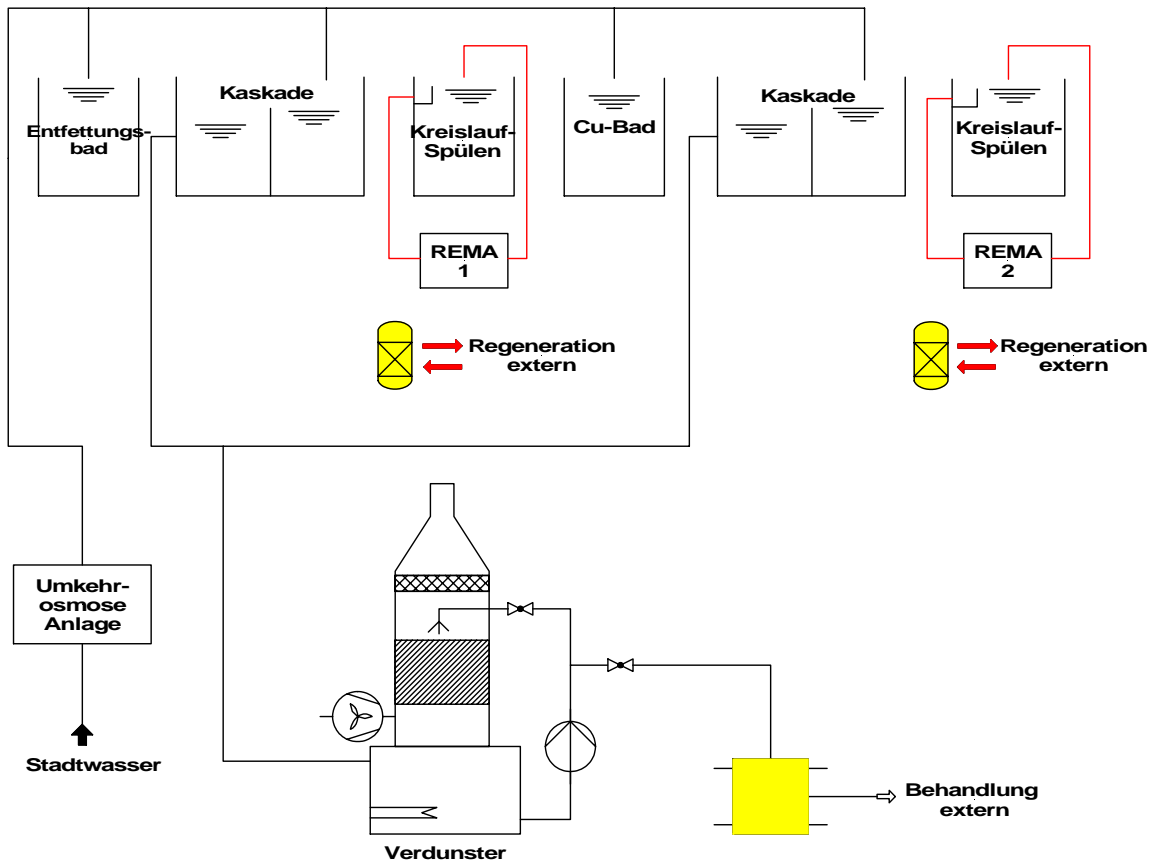 Kaskade
Kaskade
Entfettungs-
bad
Kreislauf-
Spülen
Cu-Bad
Kreislauf-
Spülen
REMA
1
REMA
2
Regeneration
extern
Regeneration
extern
Umkehr-
osmose
Anlage
Stadtwasser
Behandlung
extern
Verdunster